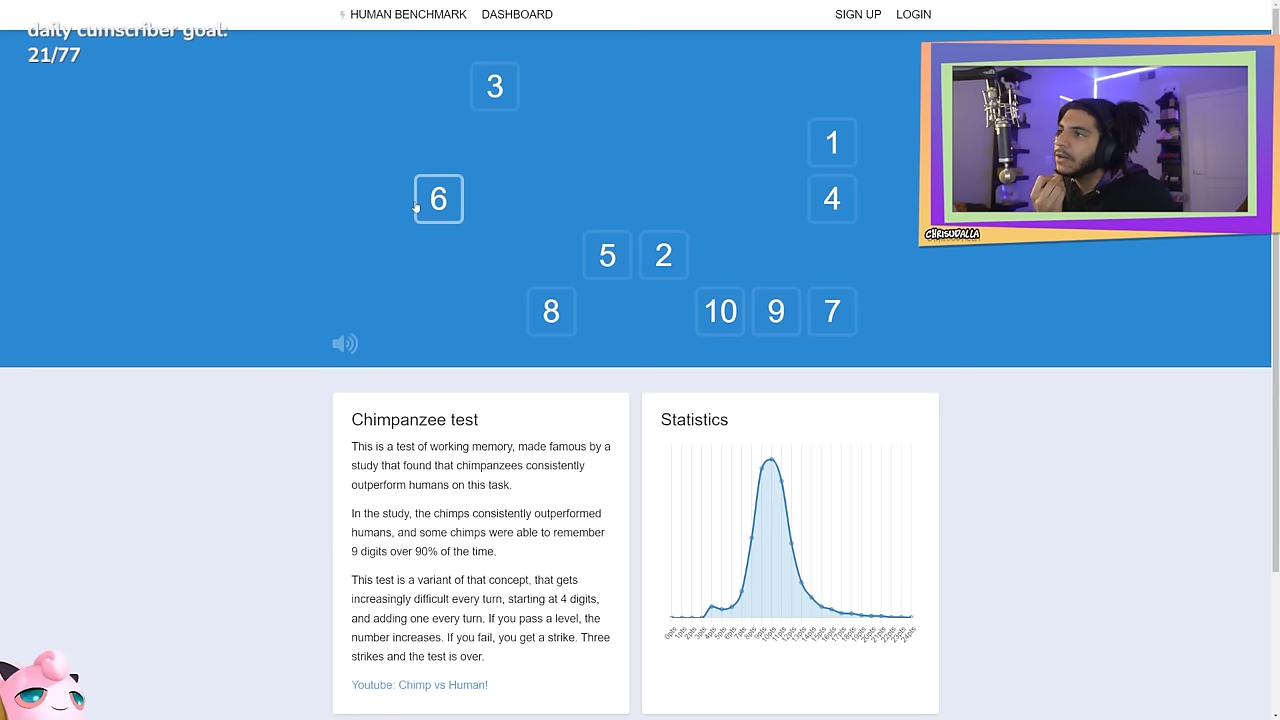 HUMAN BENCHMARK DASHBOARD SIGN UP LOGIN
daily cumscriber goal:
21/77
3
1
6
4
5 2
8 10 9 7
CHRISUDALLA
Chimpanzee test
This is a test of working memory, made famous by a
study that found that chimpanzees consistently
outperform humans on this task.
In the study, the chimps consistently outperformed
humans, and some chimps were able to remember
9 digits over 90% of the time.
This test is a variant of that concept, that gets
increasingly difficult every turn, starting at 4 digits,
and adding one every turn. If you pass a level, the
number increases. If you fail, you get a strike. Three
strikes and the test is over.
Youtube: Chimp vs Human!
Statistics